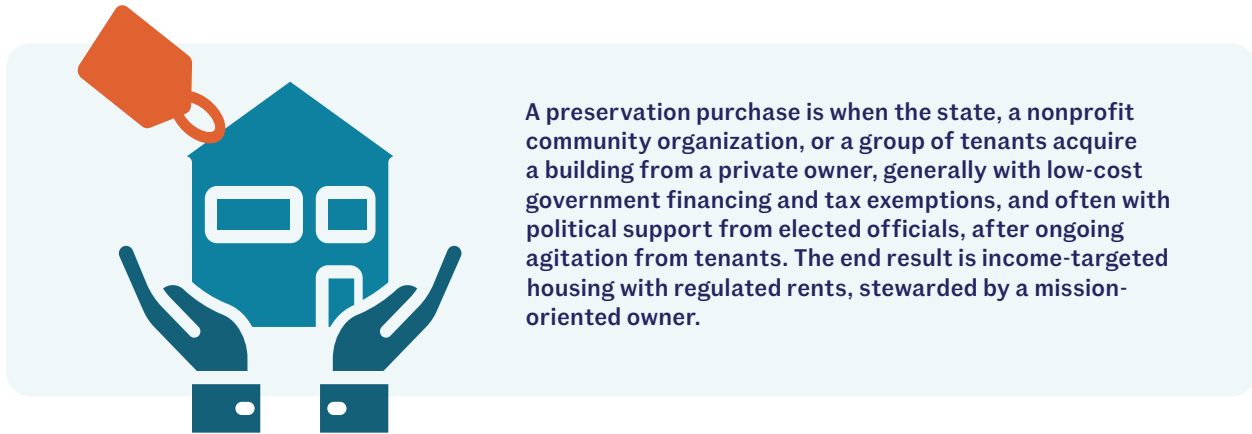 A preservation purchase is when the state, a nonprofit
community organization, or a group of tenants acquire
a building from a private owner, generally with low-cost
government financing and tax exemptions, and often with
political support from elected officials, after ongoing
agitation from tenants. The end result is income-targeted
housing with regulated rents, stewarded by a mission-
oriented owner.